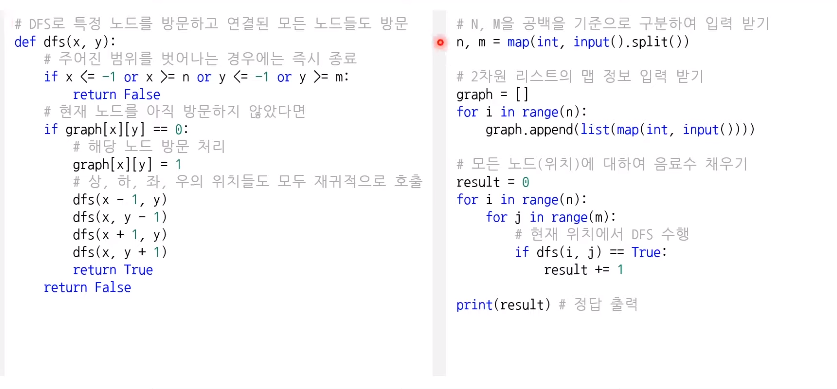 # DFS로 특정 노드를 방문하고 연결된 모든 노드들도 방문
def dfs(x, y):
    # 주어진 범위를 벗어나는 경우에는 즉시 종료
    if x <= -1 or x >= n or y <= -1 or y >= m:
        return False
    # 현재 노드를 아직 방문하지 않았다면
    if graph[x][y] == 0:
        # 해당 노드 방문 처리
        graph[x][y] = 1
        # 상, 하, 좌, 우의 위치들도 모두 재귀적으로 호출
        dfs(x - 1, y)
        dfs(x, y - 1)
        dfs(x + 1, y)
        dfs(x, y + 1)
        return True
    return False
# N, M을 공백을 기준으로 구분하여 입력 받기
n, m = map(int, input().split())
# 2차원 리스트의 맵 정보 입력 받기
graph = []
for i in range(n):
    graph.append(list(map(int, input())))
# 모든 노드(위치)에 대하여 음료수 채우기
result = 0
for i in range(n):
    for j in range(m):
        # 현재 위치에서 DFS 수행
        if dfs(i, j) == True:
            result += 1
print(result) # 정답 출력